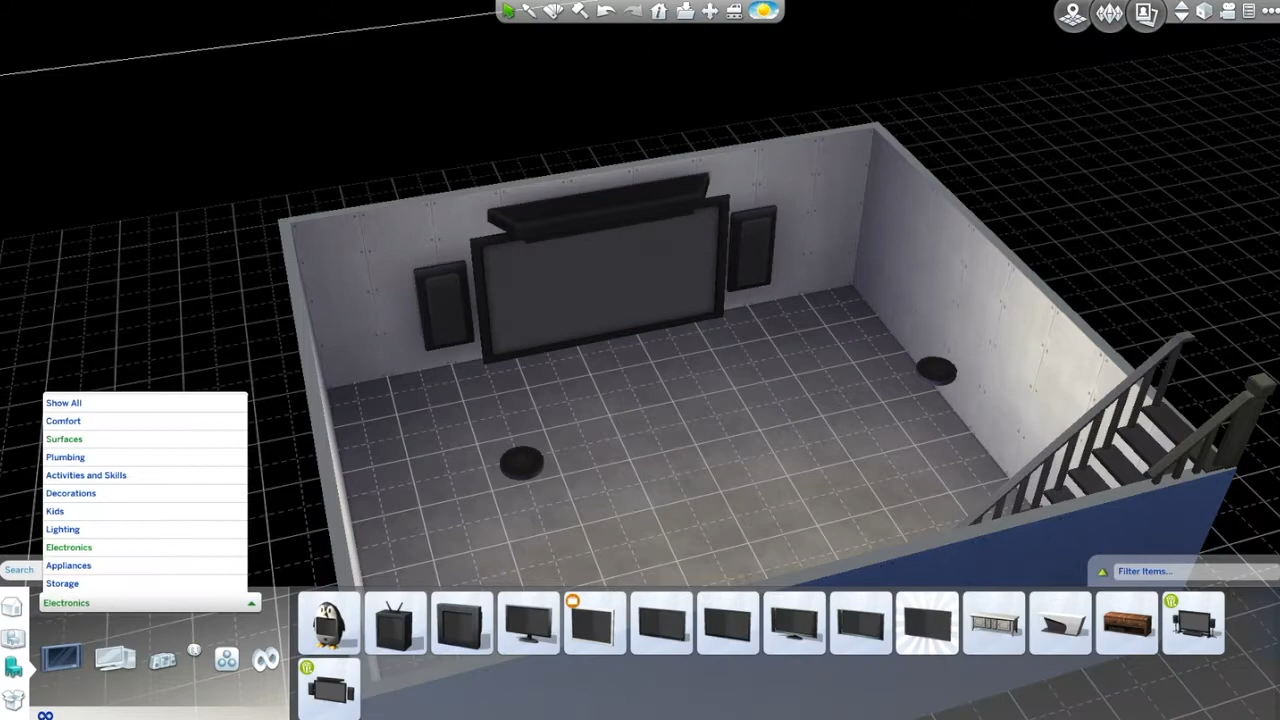 Show All
Comfort
Surfaces
Plumbing
Activities and Skills
Decorations
Kids
Lighting
Electronics
Appliances
Storage
Search
Electronics
Filter Items...